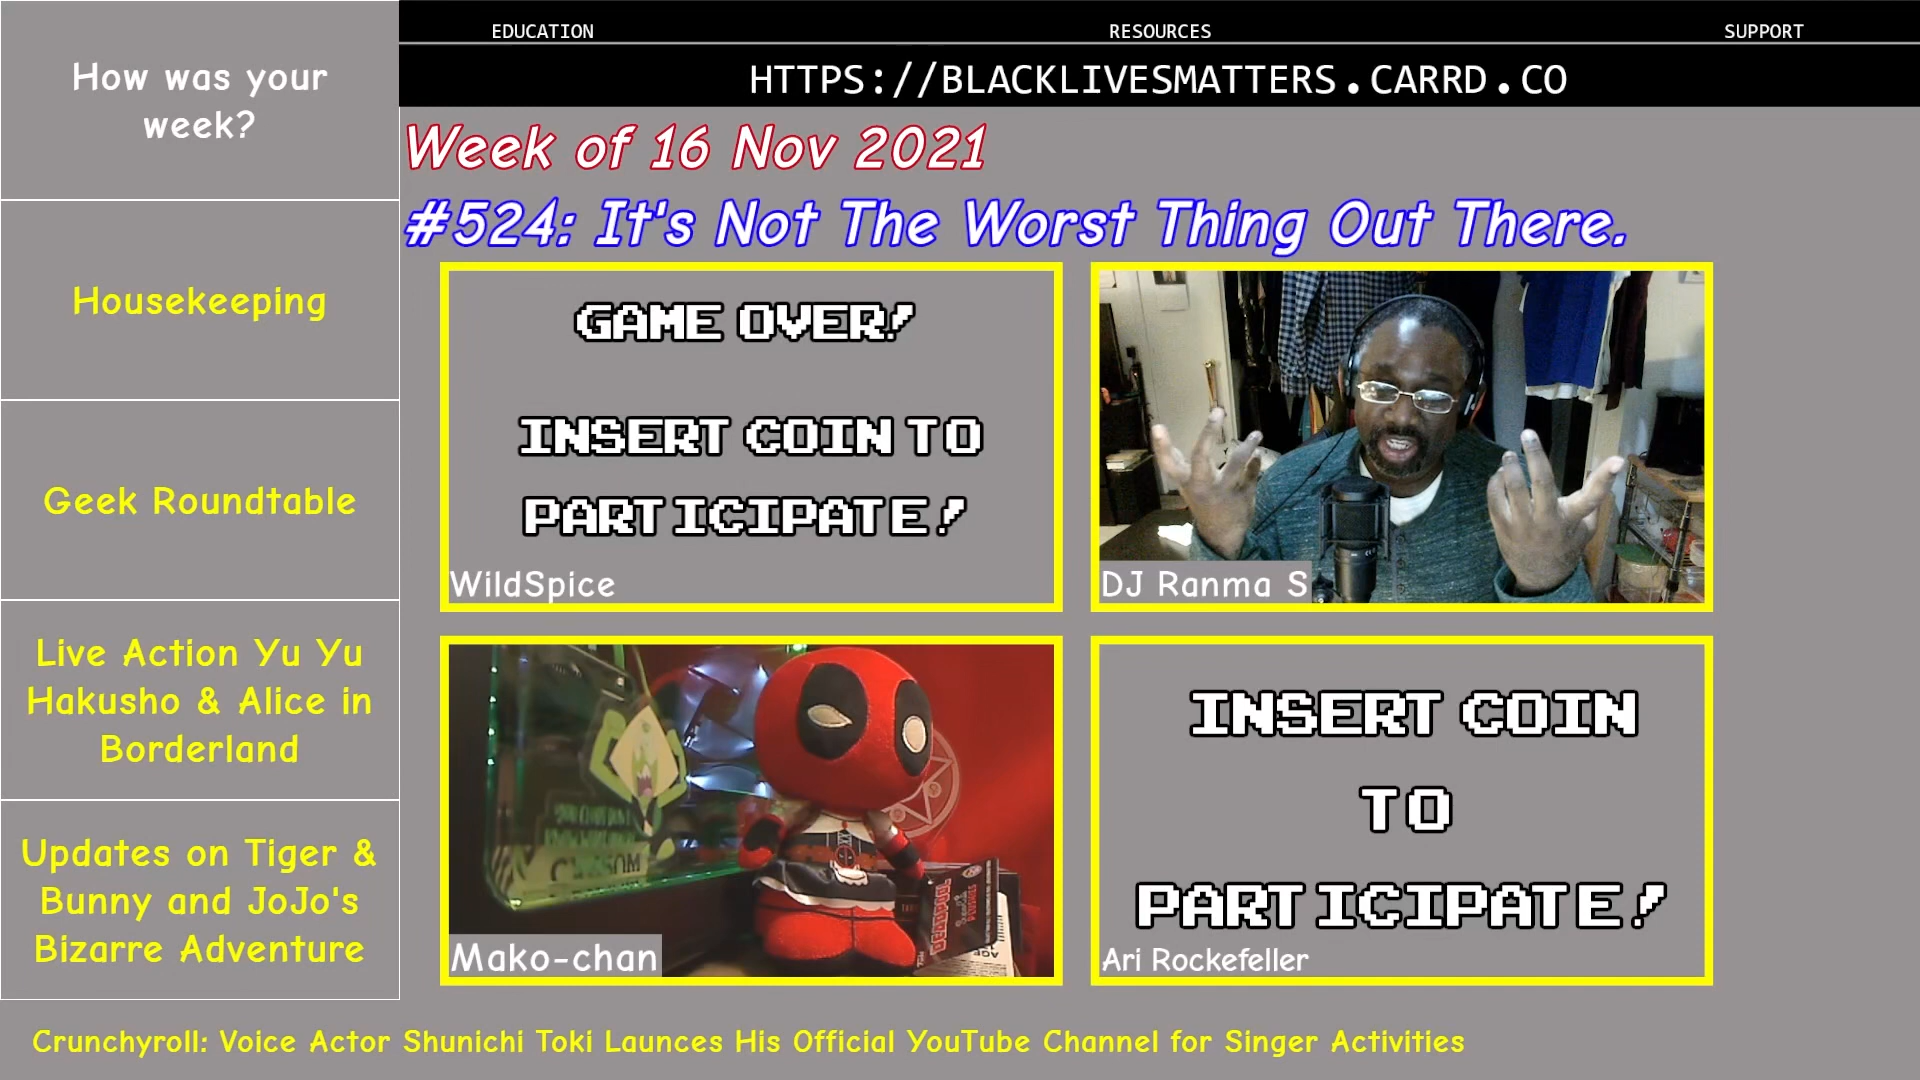 EDUCATION
RESOURCES
SUPPORT
HTTPS://BLACKLIVESMATTERS.CARRD.CO
How was your
week?
Housekeeping
Geek Roundtable
Live Action Yu Yu
Hakusho & Alice in
Borderland
Updates on Tiger &
Bunny and JoJo's
Bizarre Adventure
Week of 16 Nov 2021
#524: It's Not The Worst Thing Out There.
GAME OVER!
INSERT COIN TO
PARTICIPATE!
WildSpice
DJ Ranma S
DEADPOOL
Mako-chan
INSERT COIN
TO
PARTICIPATE!
Ari Rockefeller
Crunchyroll: Voice Actor Shunichi Toki Launces His Official YouTube Channel for Singer Activities